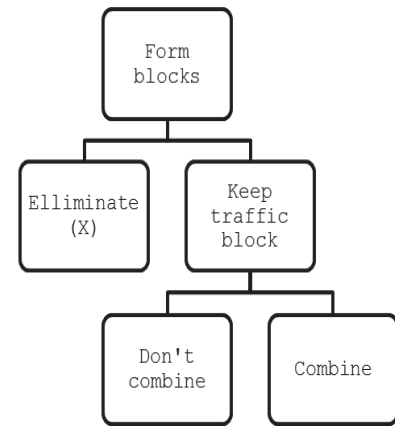 Form
blocks
Elliminate
(X)
Keep
traffic
block
Don't
combine
Combine